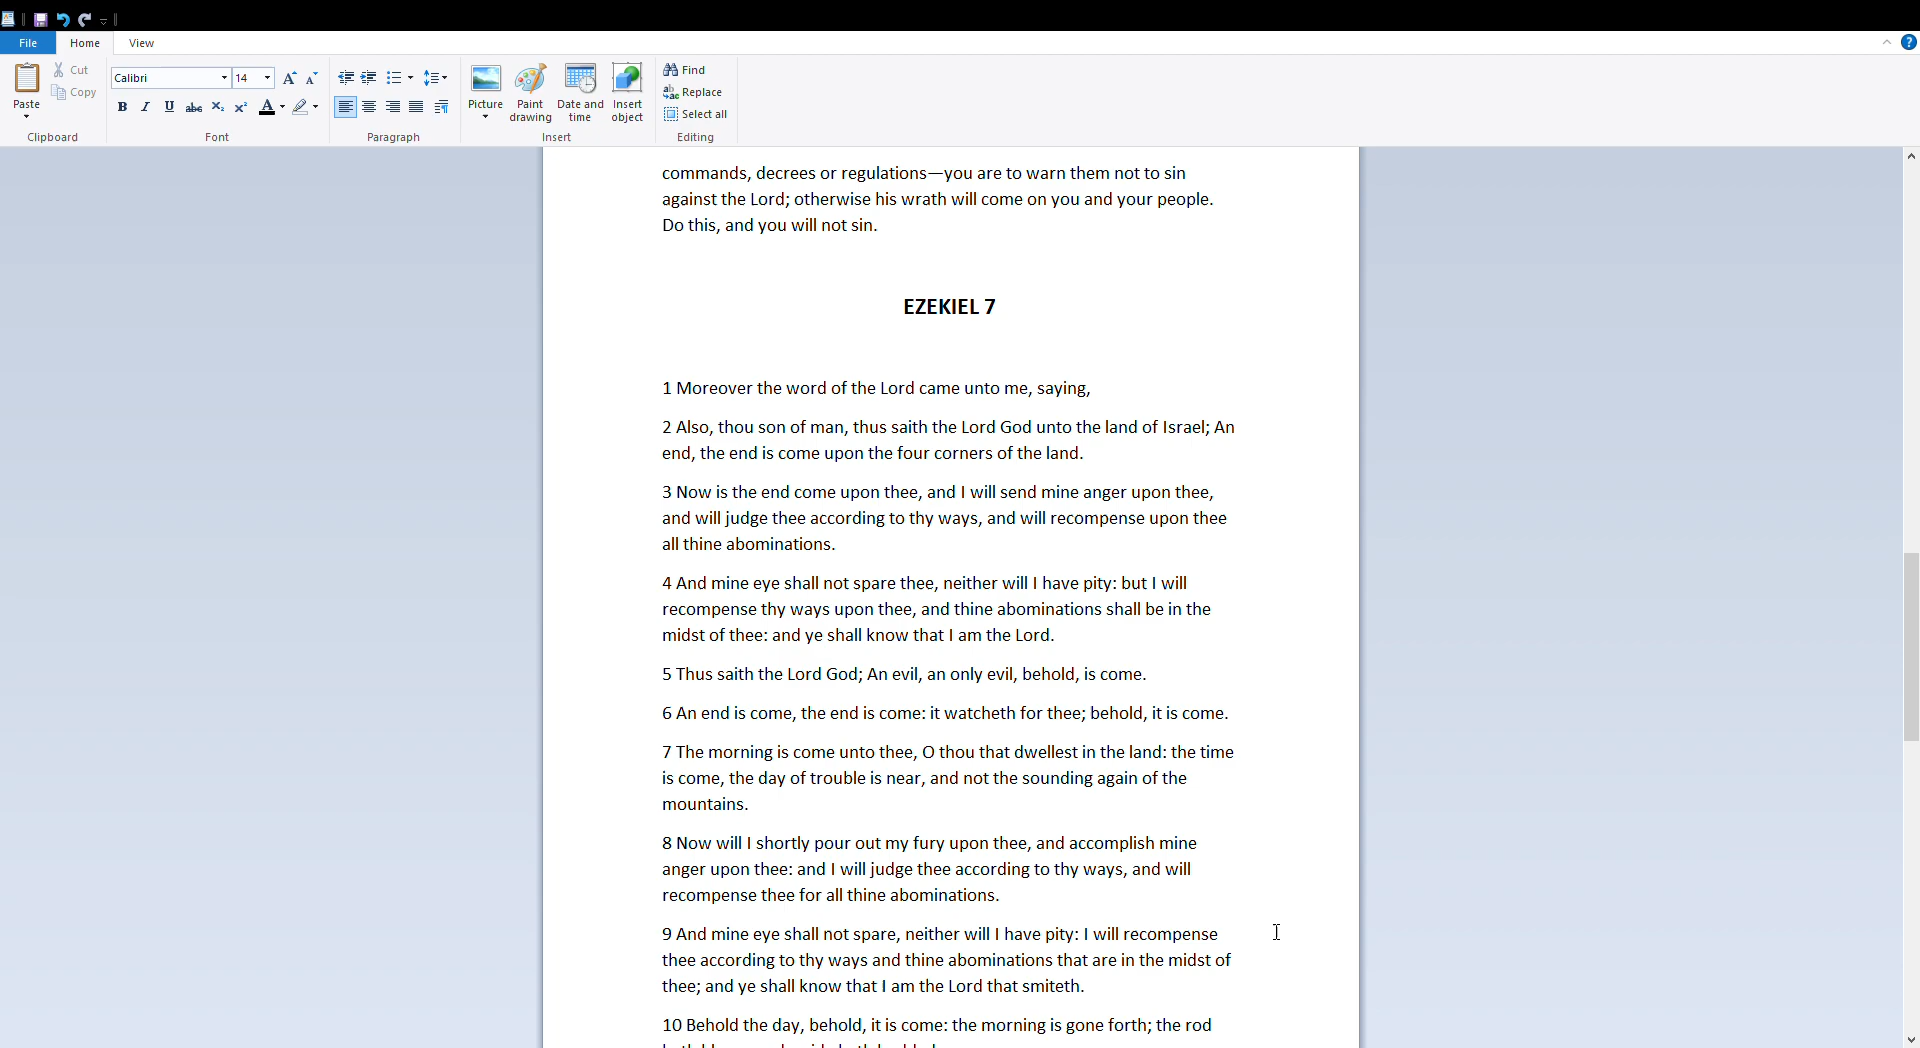 File Home View
Paste
Cut
Copy
Clipboard
Calibri 14
Font
Paragraph
Picture
Paint drawing
Date and time
Insert object
Insert
Find
Replace
Select all
Editing
commands, decrees or regulations—you are to warn them not to sin
against the Lord; otherwise his wrath will come on you and your people.
Do this, and you will not sin.
EZEKIEL 7
1 Moreover the word of the Lord came unto me, saying,
2 Also, thou son of man, thus saith the Lord God unto the land of Israel; An
end, the end is come upon the four corners of the land.
3 Now is the end come upon thee, and I will send mine anger upon thee,
and will judge thee according to thy ways, and will recompense upon thee
all thine abominations.
4 And mine eye shall not spare thee, neither will I have pity: but I will
recompense thy ways upon thee, and thine abominations shall be in the
midst of thee: and ye shall know that I am the Lord.
5 Thus saith the Lord God; An evil, an only evil, behold, is come.
6 An end is come, the end is come: it watcheth for thee; behold, it is come.
7 The morning is come unto thee, O thou that dwellest in the land: the time
is come, the day of trouble is near, and not the sounding again of the
mountains.
8 Now will I shortly pour out my fury upon thee, and accomplish mine
anger upon thee: and I will judge thee according to thy ways, and will
recompense thee for all thine abominations.
9 And mine eye shall not spare, neither will I have pity: I will recompense
thee according to thy ways and thine abominations that are in the midst of
thee; and ye shall know that I am the Lord that smiteth.
10 Behold the day, behold, it is come: the morning is gone forth; the rod